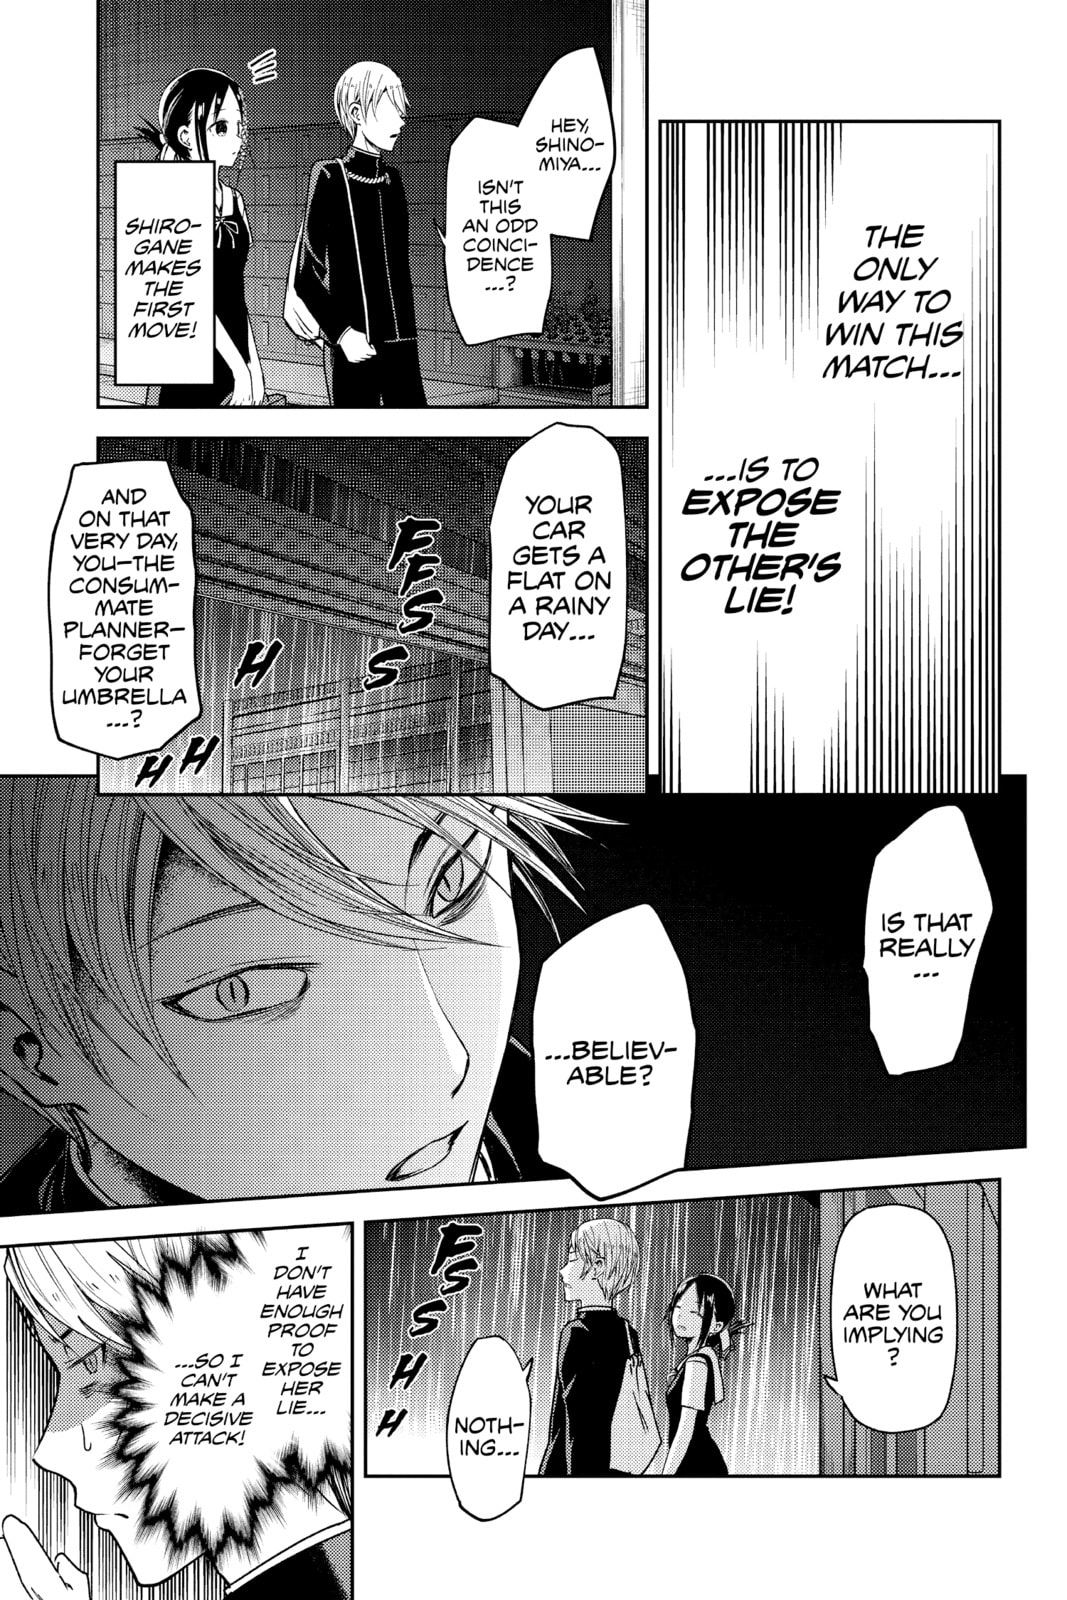 THE
ONLY
WAY TO
WIN THIS
MATCH...
...IS TO
EXPOSE
THE
OTHER'S
LIE!
HEY,
SHINO-
MIYA...
ISN'T
THIS
AN ODD
COINCI-
DENCE
...?
SHIRO-
GANE
MAKES
THE
FIRST
MOVE!
YOUR
CAR
GETS A
FLAT ON
A RAINY
DAY...
FFSS
HHHH
AND
ON THAT
VERY DAY,
YOU—THE
CONSUM-
MATE
PLANNER—
FORGET
YOUR
UMBRELLA
...?
IS THAT
REALLY
...
...BELIEV-
ABLE?
WHAT
ARE YOU
IMPLYING
?
FSSHHH
NOTH-
ING...
I
DON'T
HAVE
ENOUGH
PROOF
TO
EXPOSE
HER
LIE...
...SO I
CAN'T
MAKE A
DECISIVE
ATTACK!